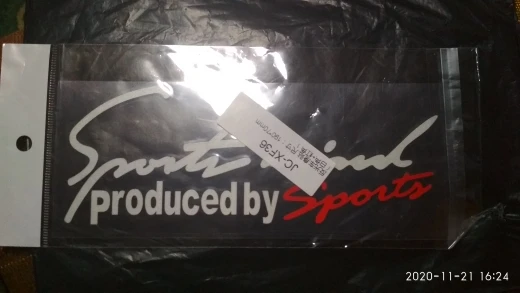 Sports mind
produced by Sports
JC-XF36
2020-11-21 16:24